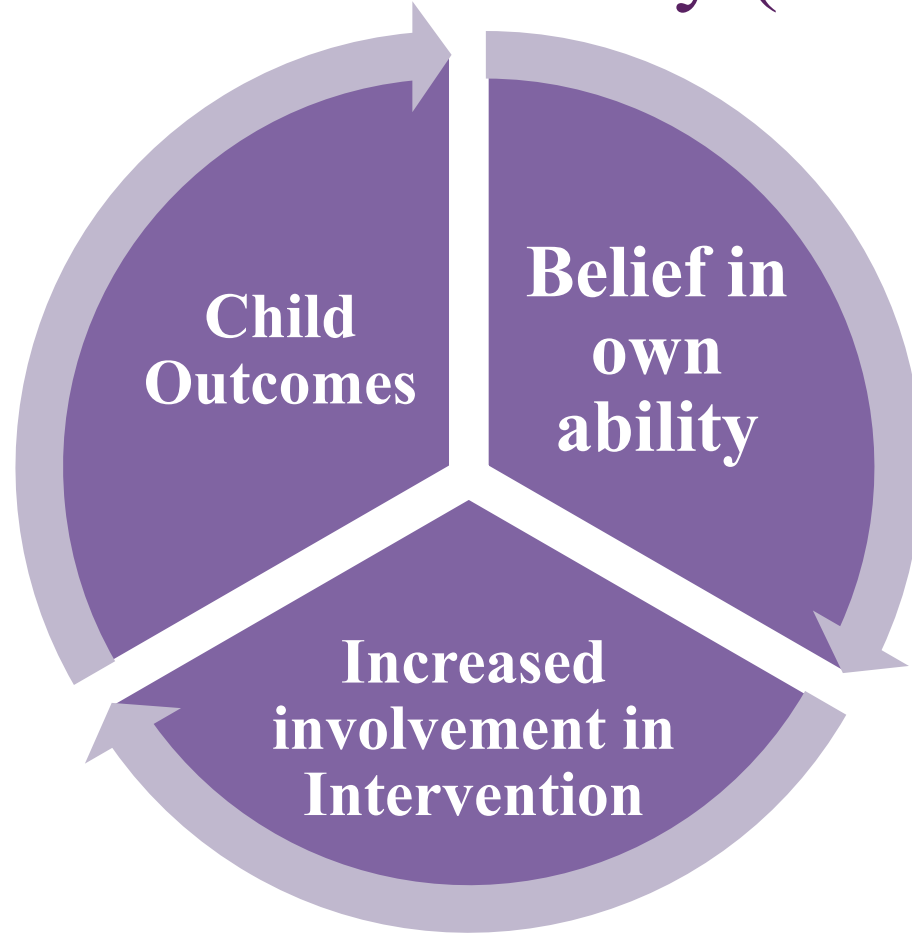 Belief in
own
ability
Increased
involvement in
Intervention
Child
Outcomes